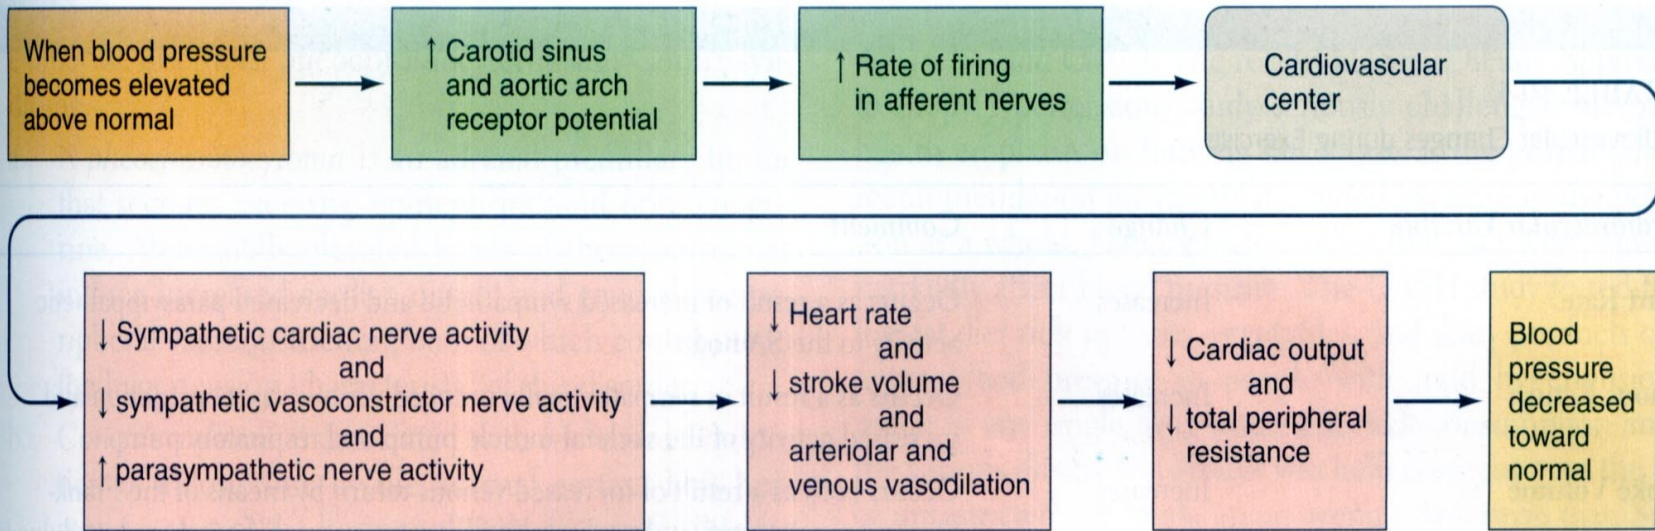 When blood pressure
becomes elevated
above normal
↑ Carotid sinus
and aortic arch
receptor potential
↑ Rate of firing
in afferent nerves
Cardiovascular
center
↓ Sympathetic cardiac nerve activity
and
↓ sympathetic vasoconstrictor nerve activity
and
↑ parasympathetic nerve activity
↓ Heart rate
and
↓ stroke volume
and
arteriolar and
venous vasodilation
↓ Cardiac output
and
↓ total peripheral
resistance
Blood
pressure
decreased
toward
normal